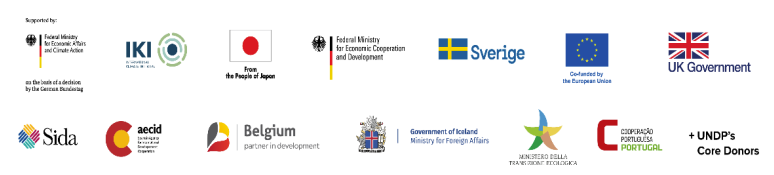 Supported by:
Federal Ministry
for Economic Affairs
and Climate Action
on the basis of a decision
by the German Bundestag
IKI
From
the People of Japan
Federal Ministry
for Economic Cooperation
and Development
Sverige
Co-funded by
the European Union
UK Government
Sida
aecid
Belgium
partner in development
Government of Iceland
Ministry for Foreign Affairs
MINISTERO DELLA
TRANSIZIONE ECOLOGICA
COOPERAÇÃO
PORTUGUESA
PORTUGAL
+ UNDP's
Core Donors